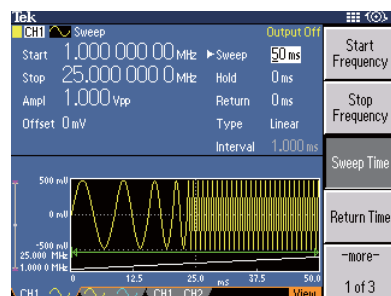 Tek
CH1 Sweep Output Off
Start 1.000 000 00 MHz ▶Sweep 50 ms
Stop 25.000 000 0 MHz Hold 0 ms
Ampl 1.000 Vpp Return 0 ms
Offset 0 mV Type Linear
Interval 1.000 ms
500 mU
0 mU
-500 mU
25.000 MHz
1.000 0 MHz
0 12.5 25.0 ms 37.5 50.0
CH1 CH1 CH2 View
Start Frequency
Stop Frequency
Sweep Time
Return Time
-more-
1 of 3